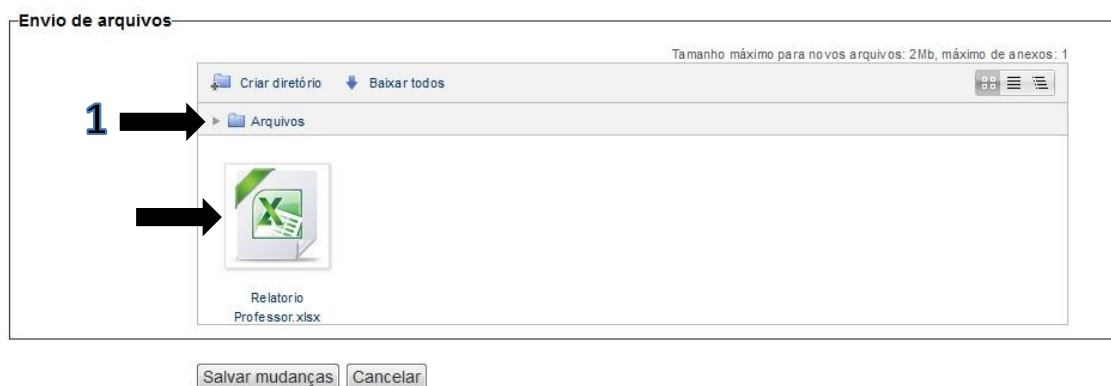 Envio de arquivos
Tamanho máximo para novos arquivos: 2Mb, máximo de anexos: 1
Criar diretório Baixar todos
1
Arquivos
X
Relatorio
Professor.xlsx
Salvar mudanças Cancelar